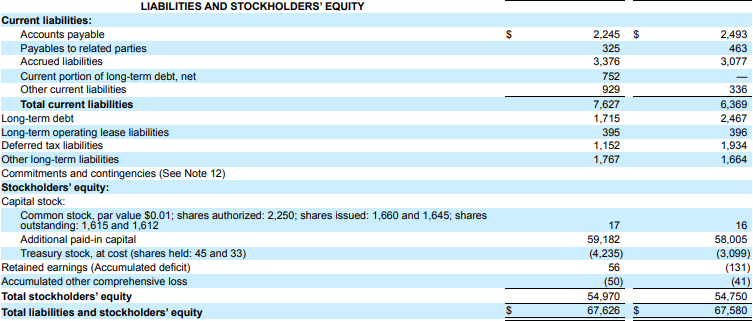 LIABILITIES AND STOCKHOLDERS' EQUITY
Current liabilities:
Accounts payable $ 2,245 $ 2,493
Payables to related parties 325 463
Accrued liabilities 3,376 3,077
Current portion of long-term debt, net 752 —
Other current liabilities 929 336
Total current liabilities 7,627 6,369
Long-term debt 1,715 2,467
Long-term operating lease liabilities 395 396
Deferred tax liabilities 1,152 1,934
Other long-term liabilities 1,767 1,664
Commitments and contingencies (See Note 12)
Stockholders' equity:
Capital stock:
Common stock, par value $0.01; shares authorized: 2,250; shares issued: 1,660 and 1,645; shares
outstanding: 1,615 and 1,612 17 16
Additional paid-in capital 59,182 58,005
Treasury stock, at cost (shares held: 45 and 33) (4,235) (3,099)
Retained earnings (Accumulated deficit) 56 (131)
Accumulated other comprehensive loss (50) (41)
Total stockholders' equity 54,970 54,750
Total liabilities and stockholders' equity $ 67,626 $ 67,580